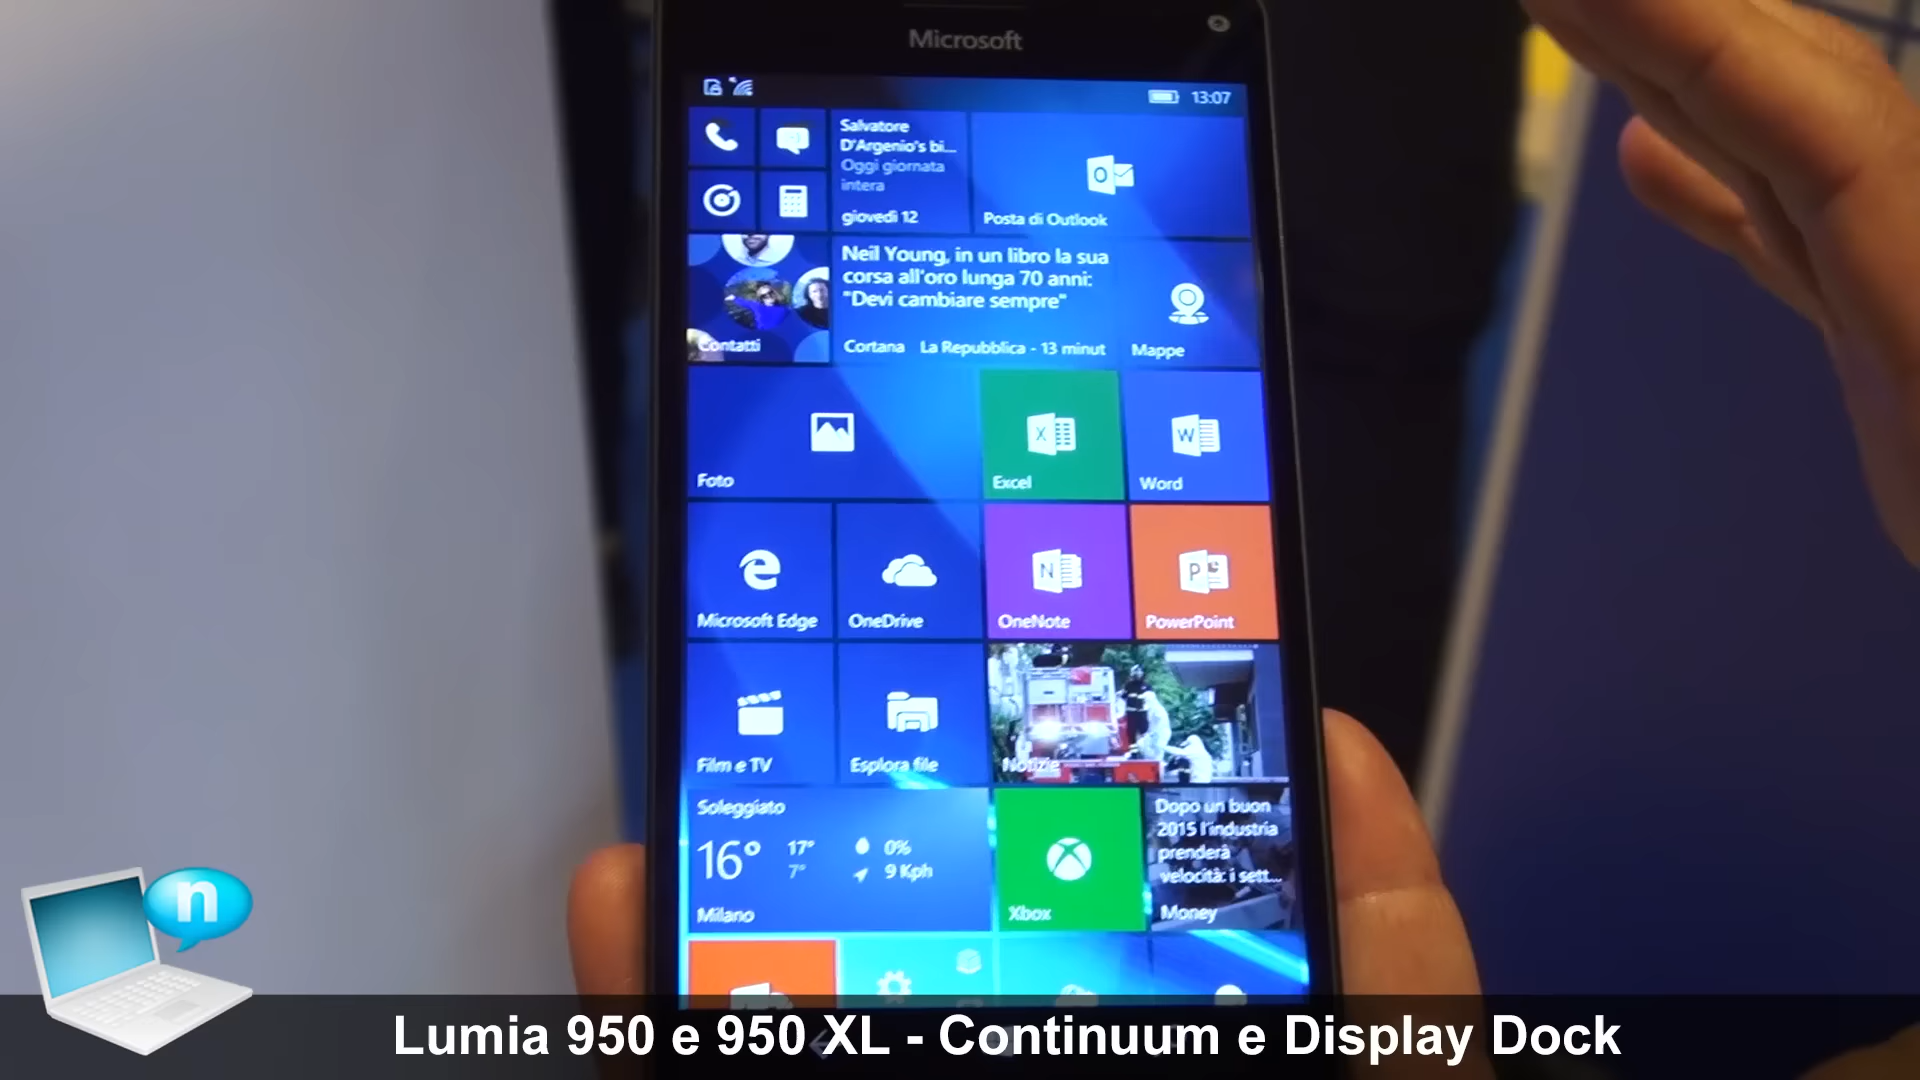 Microsoft
13:07
Salvatore
D'Argenio's bi...
Oggi giornata
intera
giovedì 12
Posta di Outlook
Contatti
Neil Young, in un libro la sua
corsa all'oro lunga 70 anni:
"Devi cambiare sempre"
Cortana La Repubblica - 13 minut
Mappe
Foto
Excel
Word
Microsoft Edge
OneDrive
OneNote
PowerPoint
Film e TV
Esplora file
Notizie
Soleggiato
16° 17° 0%
7° 9 Kph
Milano
Xbox
Dopo un buon
2015 l'industria
prenderà
velocità: i sett...
Money
n
Lumia 950 e 950 XL - Continuum e Display Dock